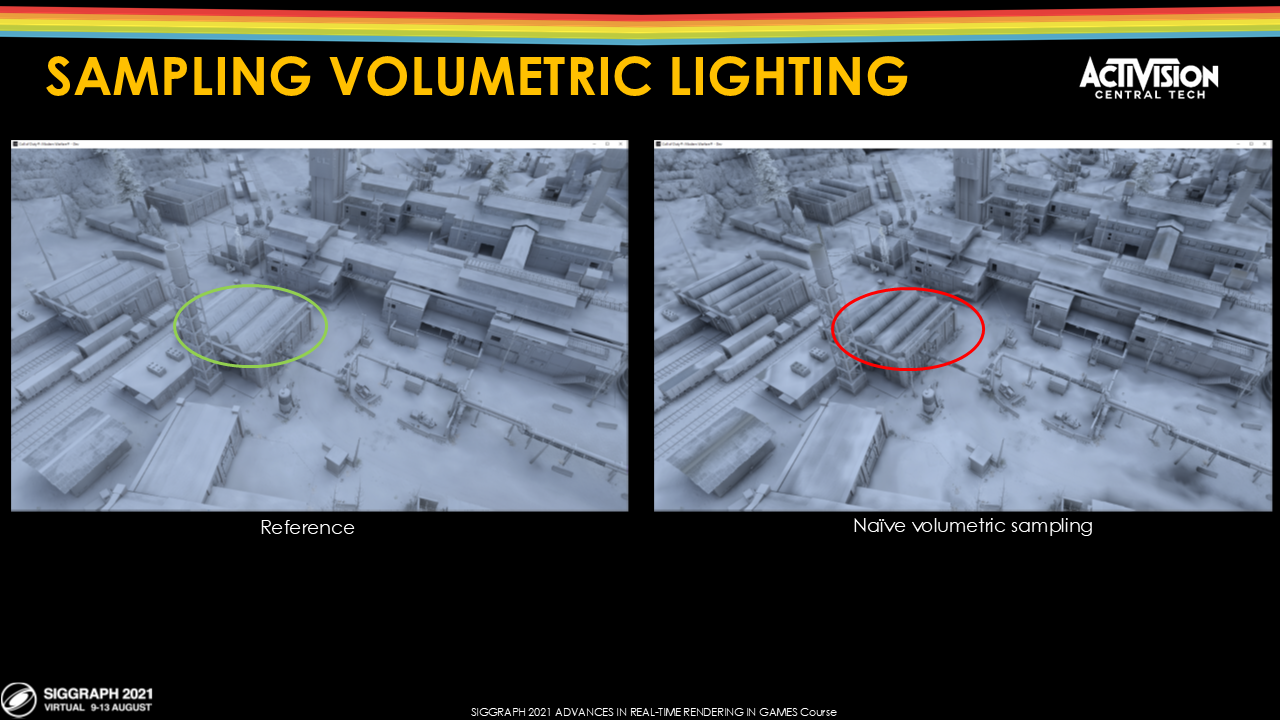 SAMPLING VOLUMETRIC LIGHTING
ACTIVISION
CENTRAL TECH
Reference
Naïve volumetric sampling
SIGGRAPH 2021
VIRTUAL 9-13 AUGUST
SIGGRAPH 2021 ADVANCES IN REAL-TIME RENDERING IN GAMES Course